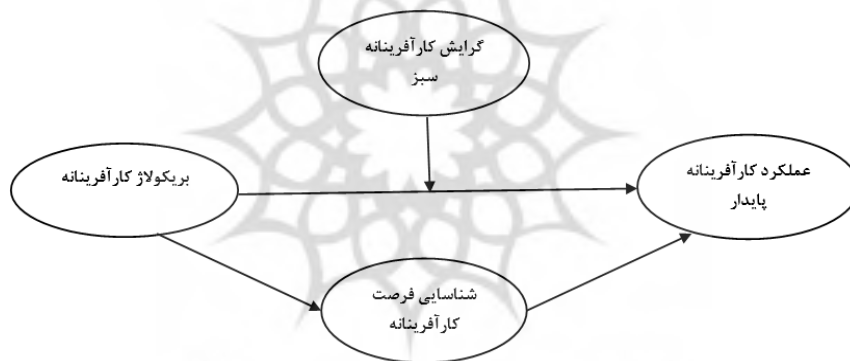 گرایش کارآفرینانه
سبز
بریکولاژ کارآفرینانه
عملکرد کارآفرینانه
پایدار
شناسایی فرصت
کارآفرینانه